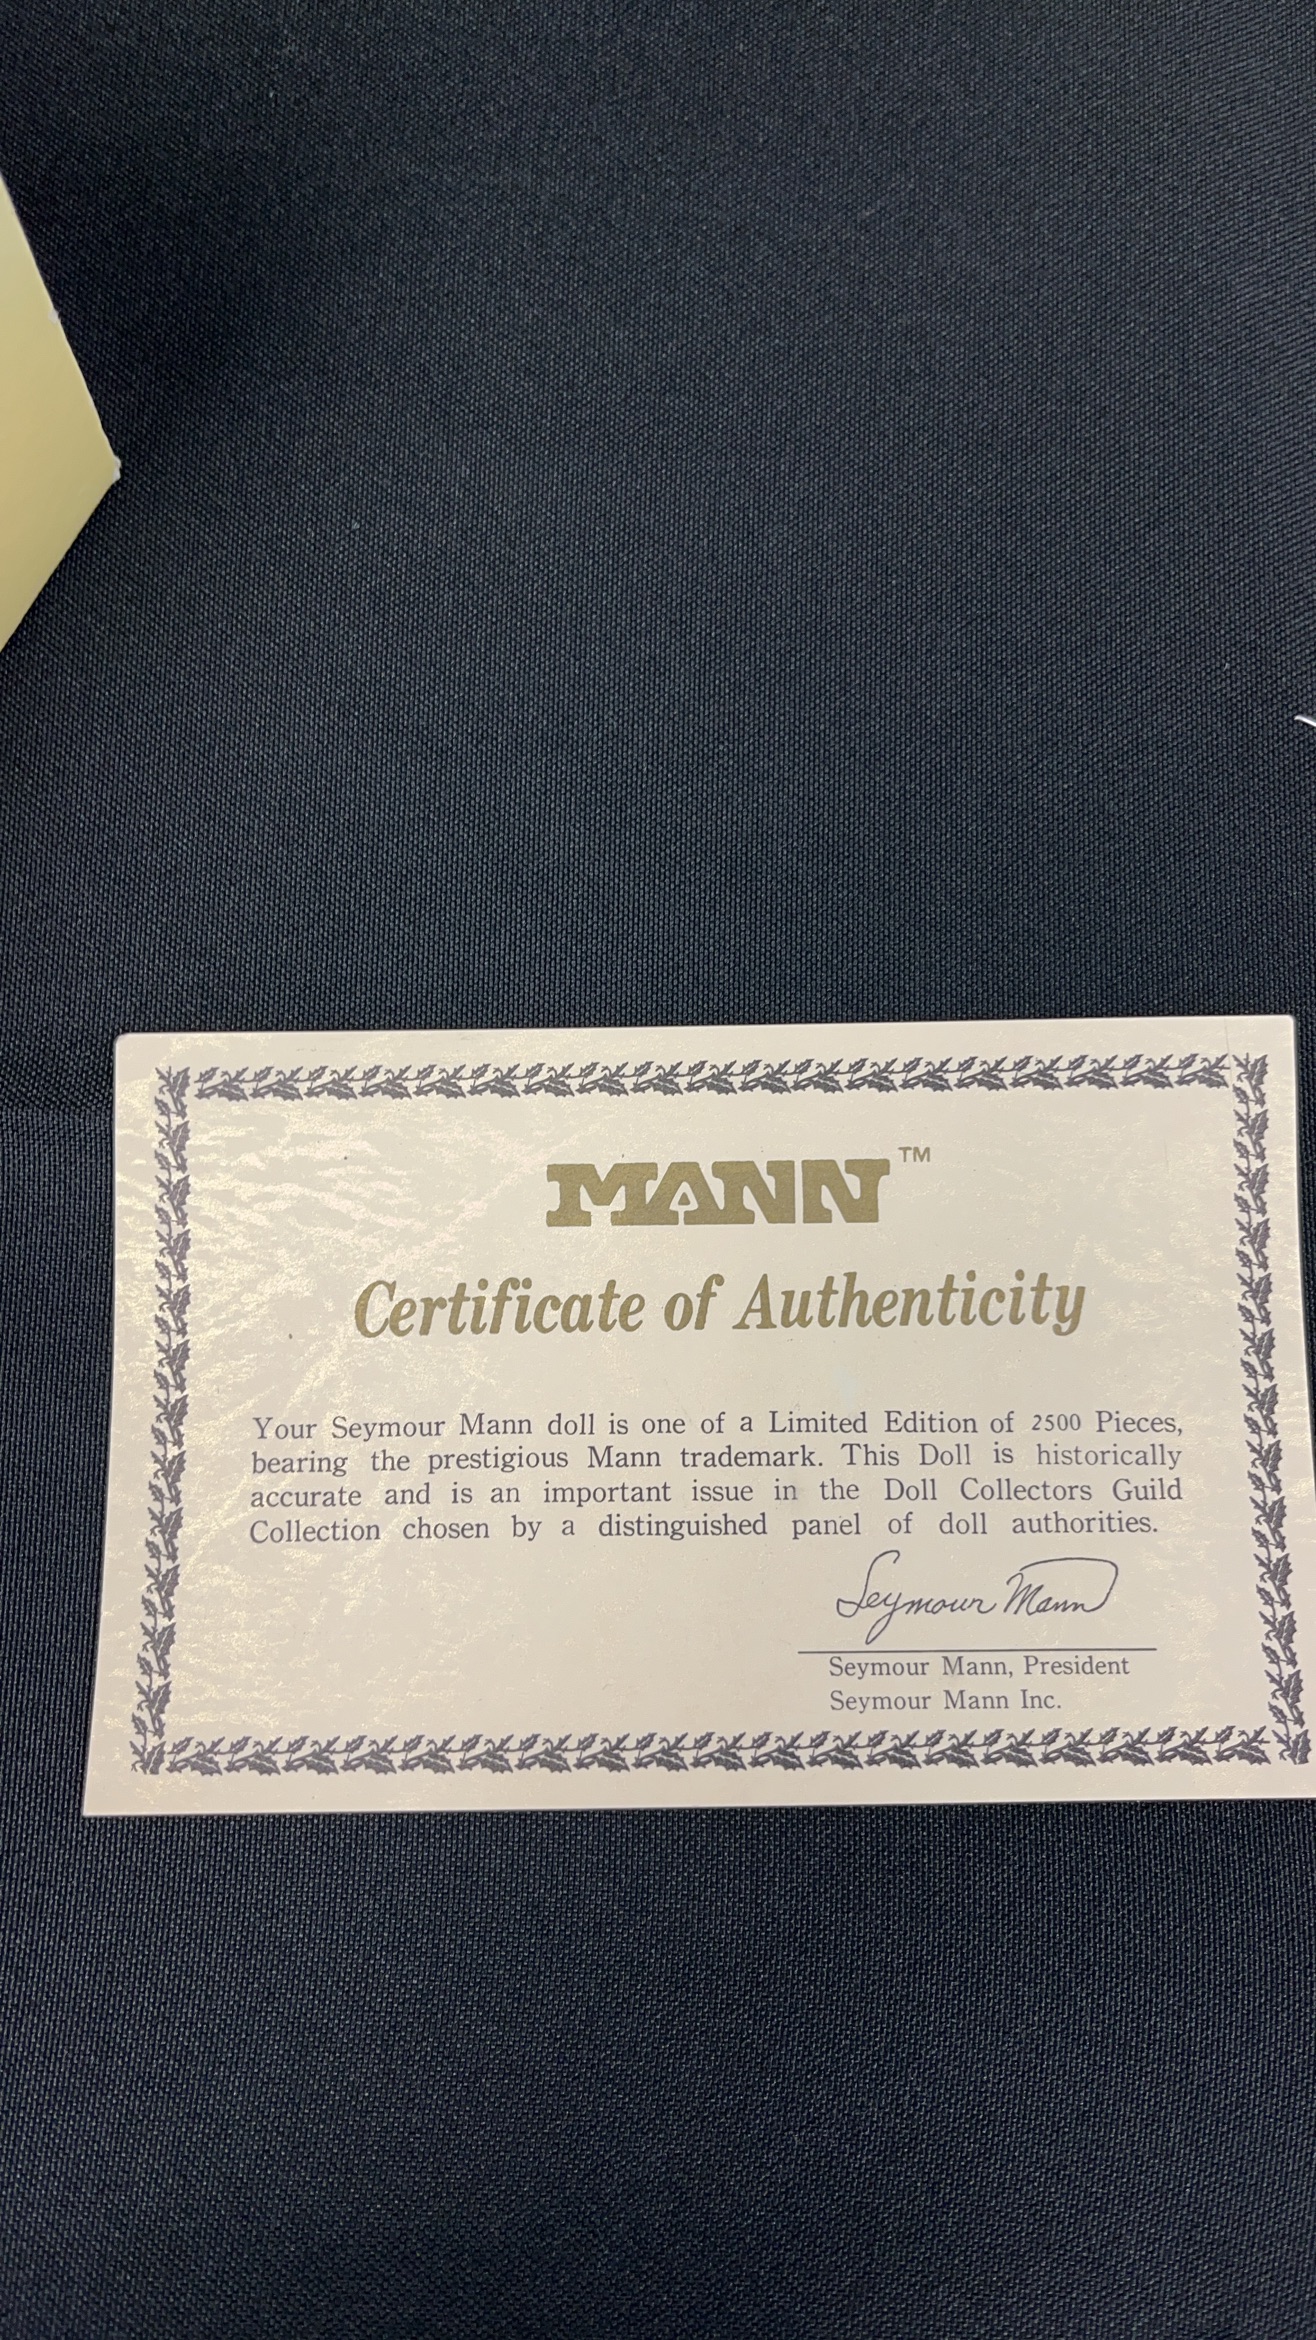 MANN™
Certificate of Authenticity
Your Seymour Mann doll is one of a Limited Edition of 2500 Pieces,
bearing the prestigious Mann trademark. This Doll is historically
accurate and is an important issue in the Doll Collectors Guild
Collection chosen by a distinguished panel of doll authorities.
Seymour Mann
Seymour Mann, President
Seymour Mann Inc.